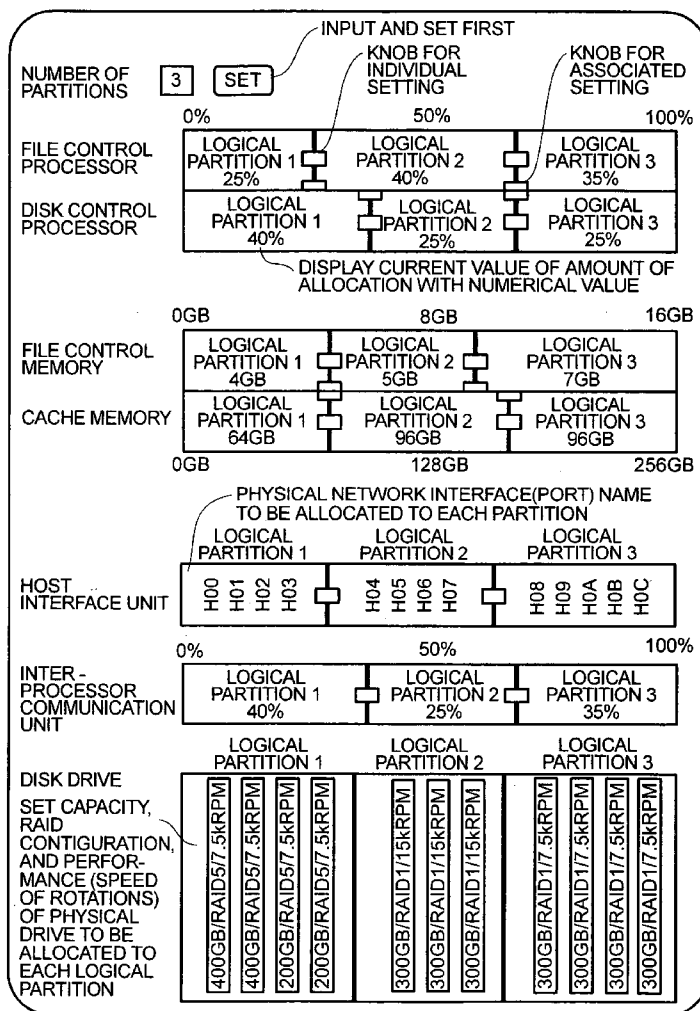 INPUT AND SET FIRST
NUMBER OF PARTITIONS 3 SET
KNOB FOR INDIVIDUAL SETTING
KNOB FOR ASSOCIATED SETTING
0% 50% 100%
FILE CONTROL PROCESSOR
LOGICAL PARTITION 1 25%
LOGICAL PARTITION 2 40%
LOGICAL PARTITION 3 35%
DISK CONTROL PROCESSOR
LOGICAL PARTITION 1 40%
LOGICAL PARTITION 2 25%
LOGICAL PARTITION 3 25%
DISPLAY CURRENT VALUE OF AMOUNT OF
ALLOCATION WITH NUMERICAL VALUE
0GB 8GB 16GB
FILE CONTROL MEMORY
LOGICAL PARTITION 1 4GB
LOGICAL PARTITION 2 5GB
LOGICAL PARTITION 3 7GB
CACHE MEMORY
LOGICAL PARTITION 1 64GB
LOGICAL PARTITION 2 96GB
LOGICAL PARTITION 3 96GB
0GB 128GB 256GB
PHYSICAL NETWORK INTERFACE(PORT) NAME
TO BE ALLOCATED TO EACH PARTITION
LOGICAL PARTITION 1
LOGICAL PARTITION 2
LOGICAL PARTITION 3
HOST INTERFACE UNIT
H00 H01 H02 H03
H04 H05 H06 H07
H08 H09 H0A H0B H0C
0% 50% 100%
INTER-
PROCESSOR
COMMUNICATION
UNIT
LOGICAL PARTITION 1 40%
LOGICAL PARTITION 2 25%
LOGICAL PARTITION 3 35%
LOGICAL PARTITION 1
LOGICAL PARTITION 2
LOGICAL PARTITION 3
DISK DRIVE
SET CAPACITY,
RAID
CONTIGURATION,
AND PERFOR-
MANCE (SPEED
OF ROTATIONS)
OF PHYSICAL
DRIVE TO BE
ALLOCATED TO
EACH LOGICAL
PARTITION
400GB/RAID5/7.5kRPM
400GB/RAID5/7.5kRPM
200GB/RAID5/7.5kRPM
200GB/RAID5/7.5kRPM
300GB/RAID1/15kRPM
300GB/RAID1/15kRPM
300GB/RAID1/15kRPM
300GB/RAID1/7.5kRPM
300GB/RAID1/7.5kRPM
300GB/RAID1/7.5kRPM
300GB/RAID1/7.5kRPM